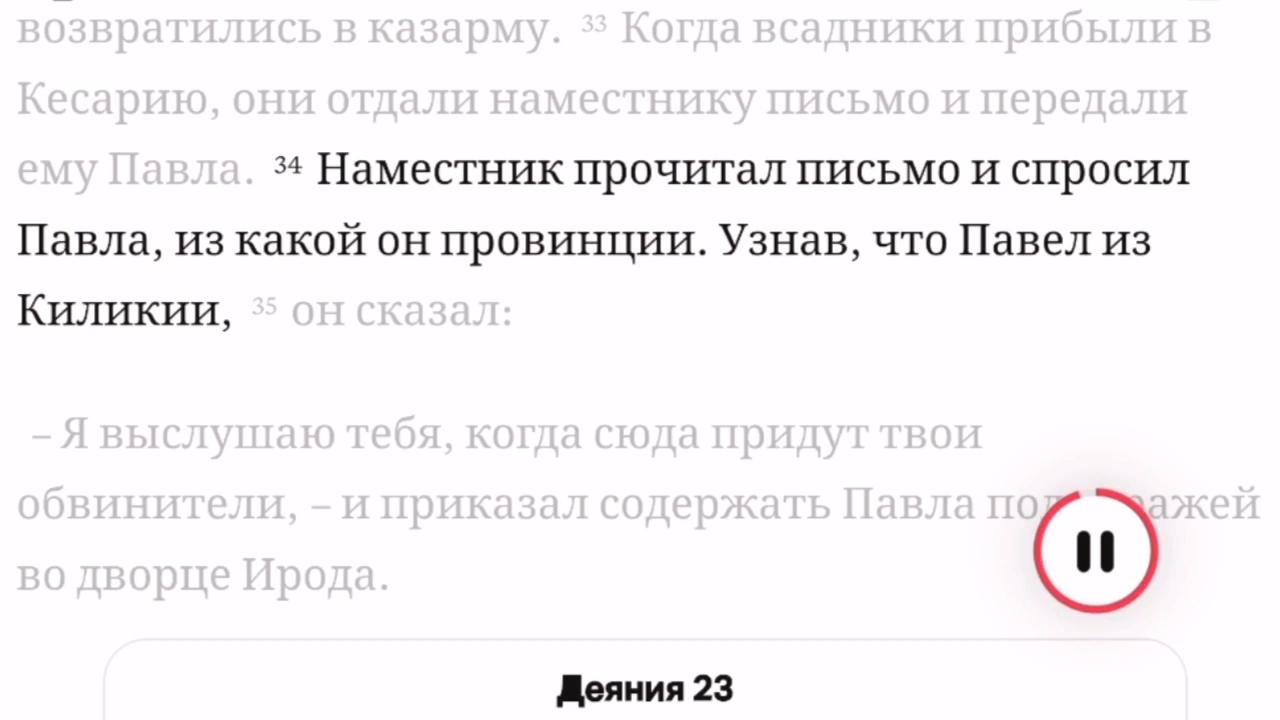 возвратились в казарму. 33 Когда всадники прибыли в
Кесарию, они отдали наместнику письмо и передали
ему Павла. 34 Наместник прочитал письмо и спросил
Павла, из какой он провинции. Узнав, что Павел из
Киликии, 35 он сказал:
– Я выслушаю тебя, когда сюда придут твои
обвинители, – и приказал содержать Павла
во дворце Ирода.
Деяния 23